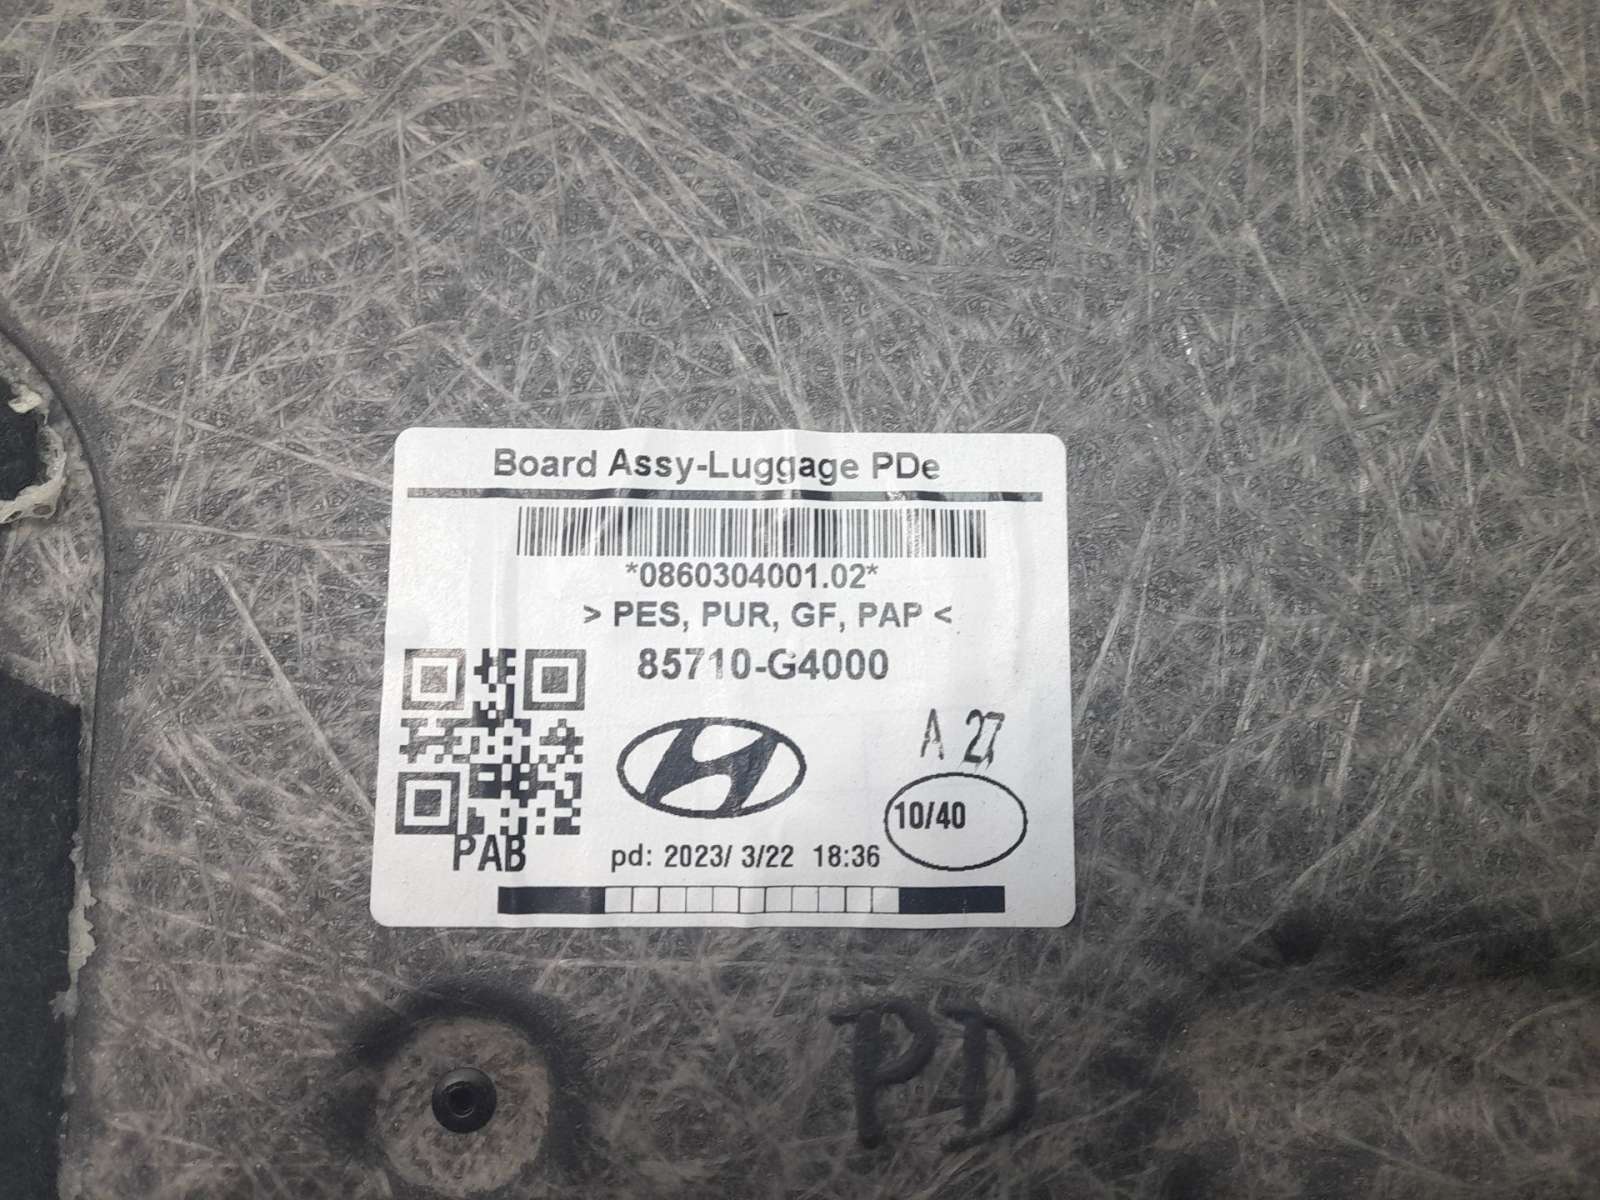 Board Assy-Luggage PDe
*0860304001.02*
> PES, PUR, GF, PAP <
85710-G4000
A 27
10/40
PAB
pd: 2023/ 3/22 18:36
PD